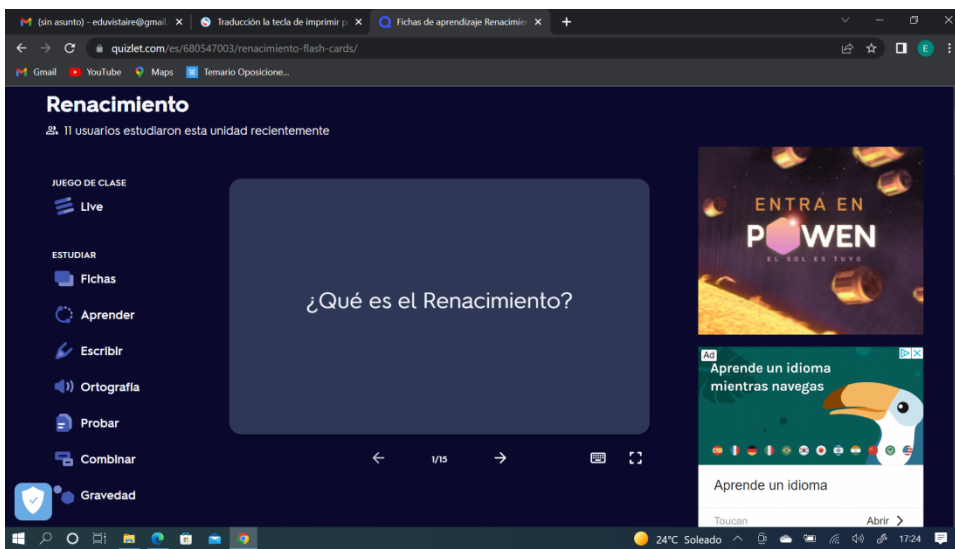 (sin asunto) - eduvistaire@gmail.
Traducción la tecla de imprimir p
Fichas de aprendizaje Renacimien
quizlet.com/es/680547003/renacimiento-flash-cards/
E
Gmail
YouTube
Maps
Temario Oposicione...
Renacimiento
11 usuarios estudiaron esta unidad recientemente
JUEGO DE CLASE
Live
ESTUDIAR
Fichas
Aprender
Escribir
Ortografía
Probar
Combinar
Gravedad
¿Qué es el Renacimiento?
1/15
ENTRA EN
POWEN
EL SOL ES TUYO
Ad
Aprende un idioma
mientras navegas
Aprende un idioma
Toucan
Abrir
24°C Soleado
17:24